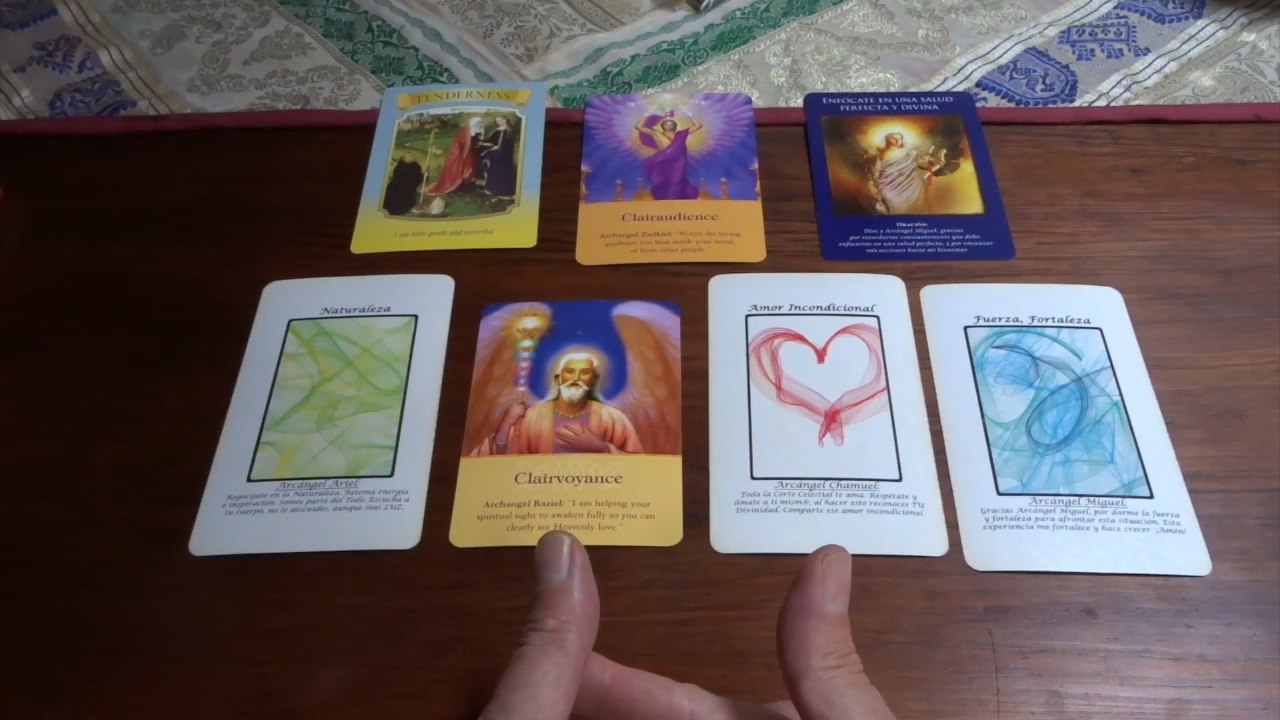 TENDERNESS
I am both gentle and powerful.
Clairaudience
Archangel Zadkiel: "Notice the loving
guidance you hear inside your mind,
or from other people."
ENFÓCATE EN UNA SALUD
PERFECTA Y DIVINA
Oración:
Dios y Arcángel Miguel, gracias
por recordarme constantemente que debo
enfocarme en una salud perfecta, y por encauzar
mis acciones hacia mi bienestar.
Naturaleza
Arcángel Ariel:
Regocíjate en la Naturaleza. Retoma energía
e inspiración. Somos parte del Todo. Escucha a
tu cuerpo, no lo descuides, aunque seas LUZ.
Clairvoyance
Archangel Raziel: "I am helping your
spiritual sight to awaken fully so you can
clearly see Heavenly love."
Amor Incondicional
Arcángel Chamuel:
Toda la Corte Celestial te ama. Respétate y
ámate a ti mism@, al hacer esto reconoces TU
Divinidad. Comparte ese amor incondicional.
Fuerza, Fortaleza
Arcángel Miguel:
Gracias Arcángel Miguel, por darme la fuerza
y fortaleza para afrontar esta situación. Esta
experiencia me fortalece y hace crecer. ¡Amén!